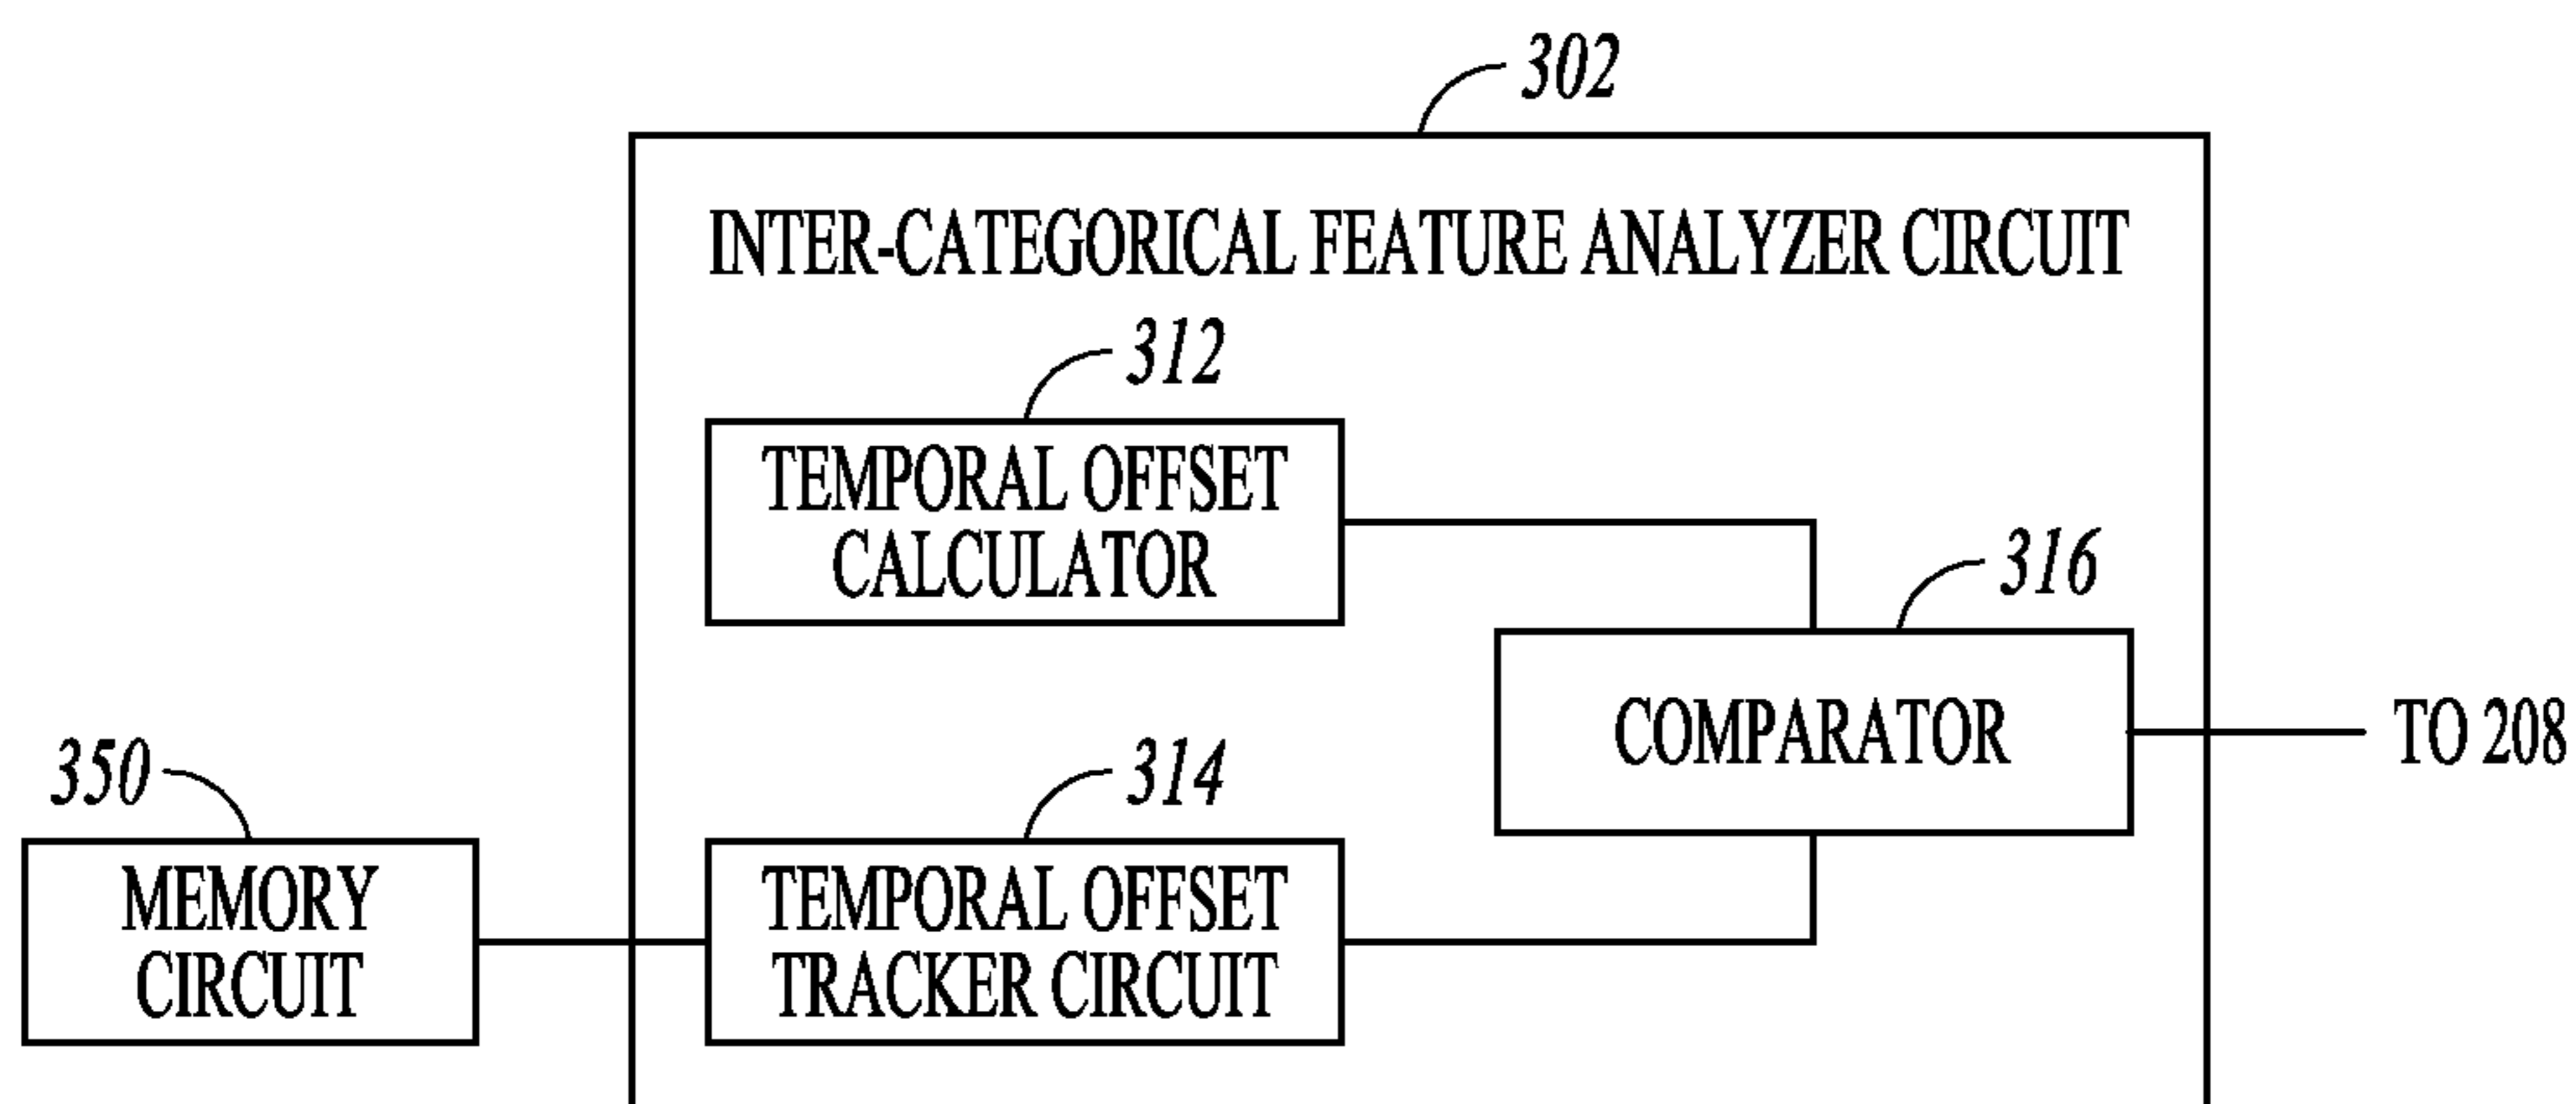 302
INTER-CATEGORICAL FEATURE ANALYZER CIRCUIT
312
TEMPORAL OFFSET
CALCULATOR
316
COMPARATOR
TO 208
350
314
MEMORY
CIRCUIT
TEMPORAL OFFSET
TRACKER CIRCUIT